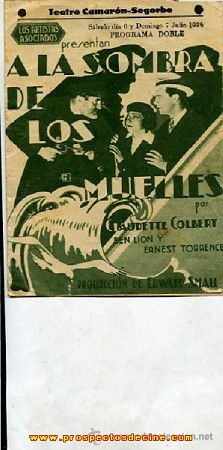 Teatro Camarón-Segorbe
Sábado día 6 y Domingo 7 Julio 1934
PROGRAMA DOBLE
LOS ARTISTAS
ASOCIADOS
presentan
A LA SOMBRA
DE
LOS
MUELLES
por
CLAUDETTE COLBERT
BEN LION Y
ERNEST TORRENCE
PRODUCCION DE EDWARD SMALL
www.prospectosdecine.com